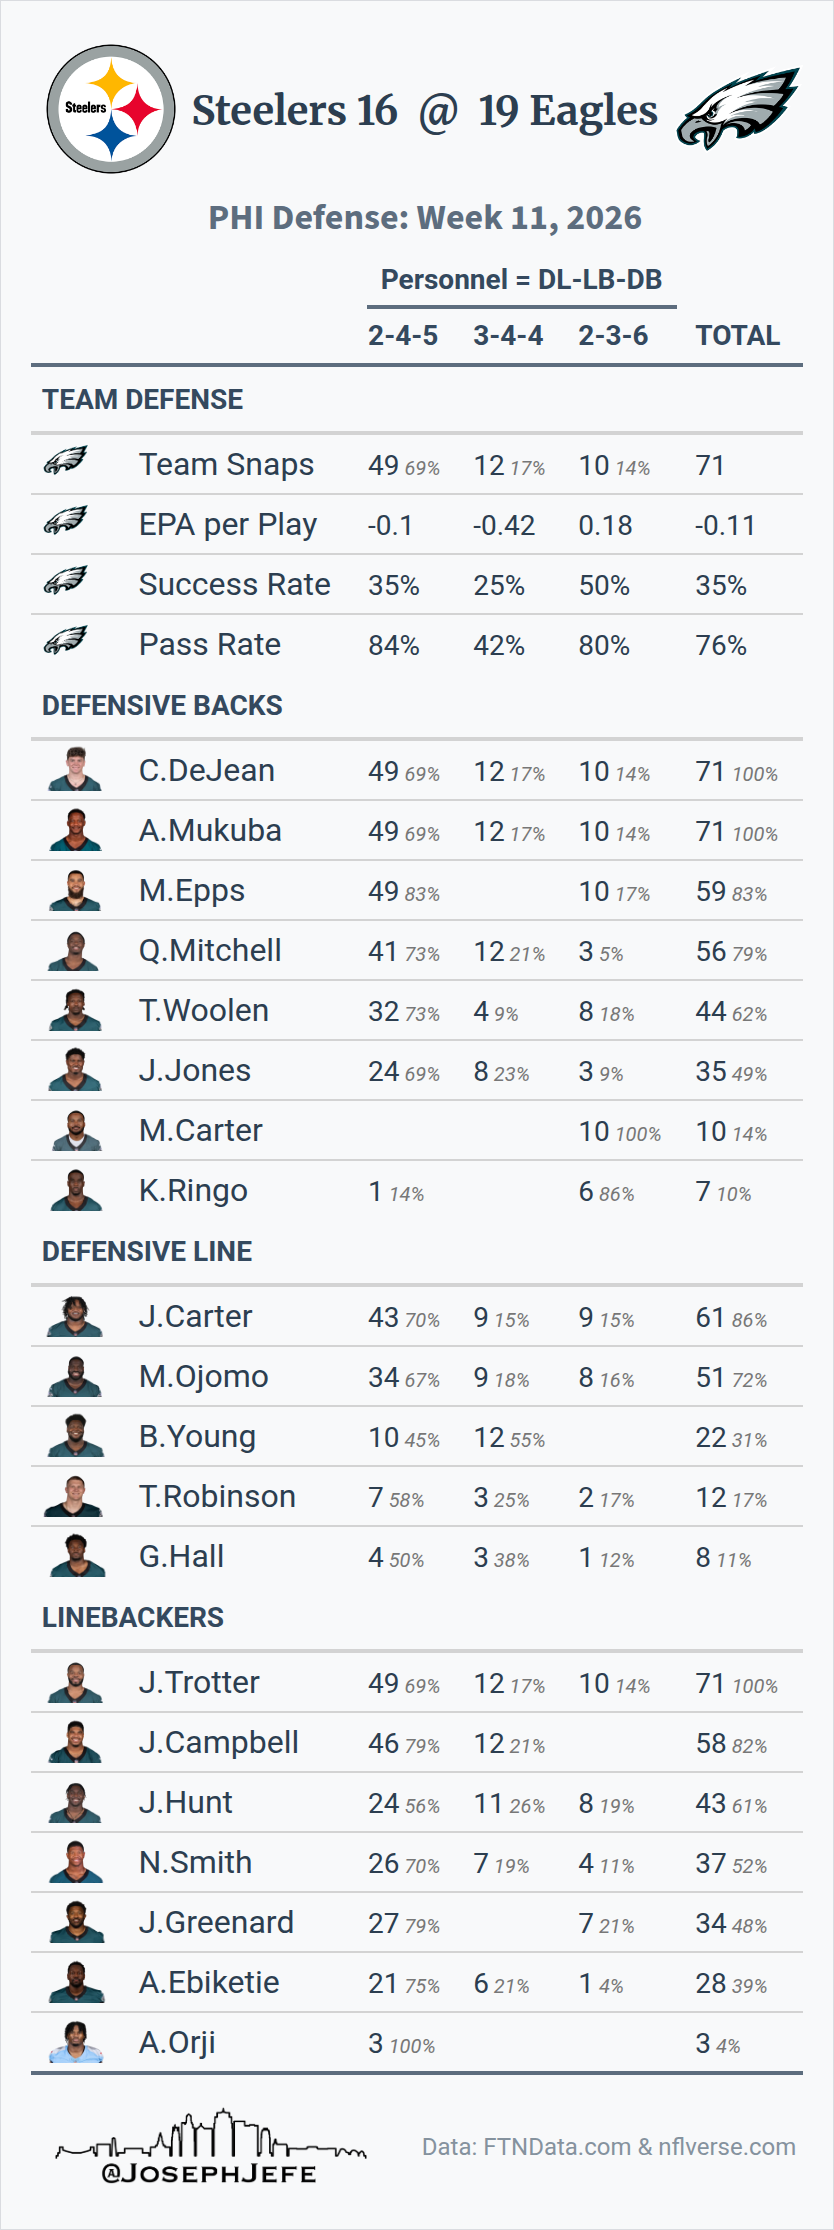 Steelers
Steelers 16 @ 19 Eagles
PHI Defense: Week 11, 2026
Personnel = DL-LB-DB
2-4-5 3-4-4 2-3-6 TOTAL
TEAM DEFENSE
Team Snaps 49 69% 12 17% 10 14% 71
EPA per Play -0.1 -0.42 0.18 -0.11
Success Rate 35% 25% 50% 35%
Pass Rate 84% 42% 80% 76%
DEFENSIVE BACKS
C.DeJean 49 69% 12 17% 10 14% 71 100%
A.Mukuba 49 69% 12 17% 10 14% 71 100%
M.Epps 49 83% 10 17% 59 83%
Q.Mitchell 41 73% 12 21% 3 5% 56 79%
T.Woolen 32 73% 4 9% 8 18% 44 62%
J.Jones 24 69% 8 23% 3 9% 35 49%
M.Carter 10 100% 10 14%
K.Ringo 1 14% 6 86% 7 10%
DEFENSIVE LINE
J.Carter 43 70% 9 15% 9 15% 61 86%
M.Ojomo 34 67% 9 18% 8 16% 51 72%
B.Young 10 45% 12 55% 22 31%
T.Robinson 7 58% 3 25% 2 17% 12 17%
G.Hall 4 50% 3 38% 1 12% 8 11%
LINEBACKERS
J.Trotter 49 69% 12 17% 10 14% 71 100%
J.Campbell 46 79% 12 21% 58 82%
J.Hunt 24 56% 11 26% 8 19% 43 61%
N.Smith 26 70% 7 19% 4 11% 37 52%
J.Greenard 27 79% 7 21% 34 48%
A.Ebiketie 21 75% 6 21% 1 4% 28 39%
A.Orji 3 100% 3 4%
@JOSEPHJEFE
Data: FTNData.com & nflverse.com